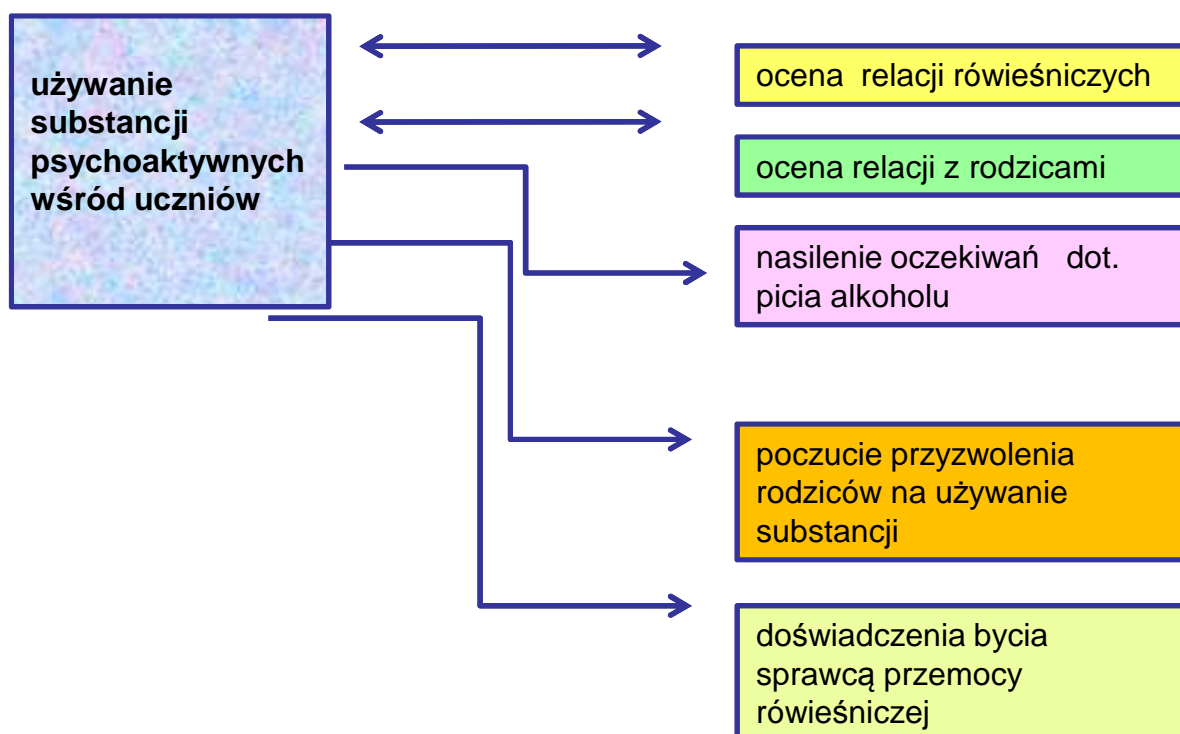 używanie
substancji
psychoaktywnych
wśród uczniów
ocena relacji rówieśniczych
ocena relacji z rodzicami
nasilenie oczekiwań dot.
picia alkoholu
poczucie przyzwolenia
rodziców na używanie
substancji
doświadczenia bycia
sprawcą przemocy
rówieśniczej